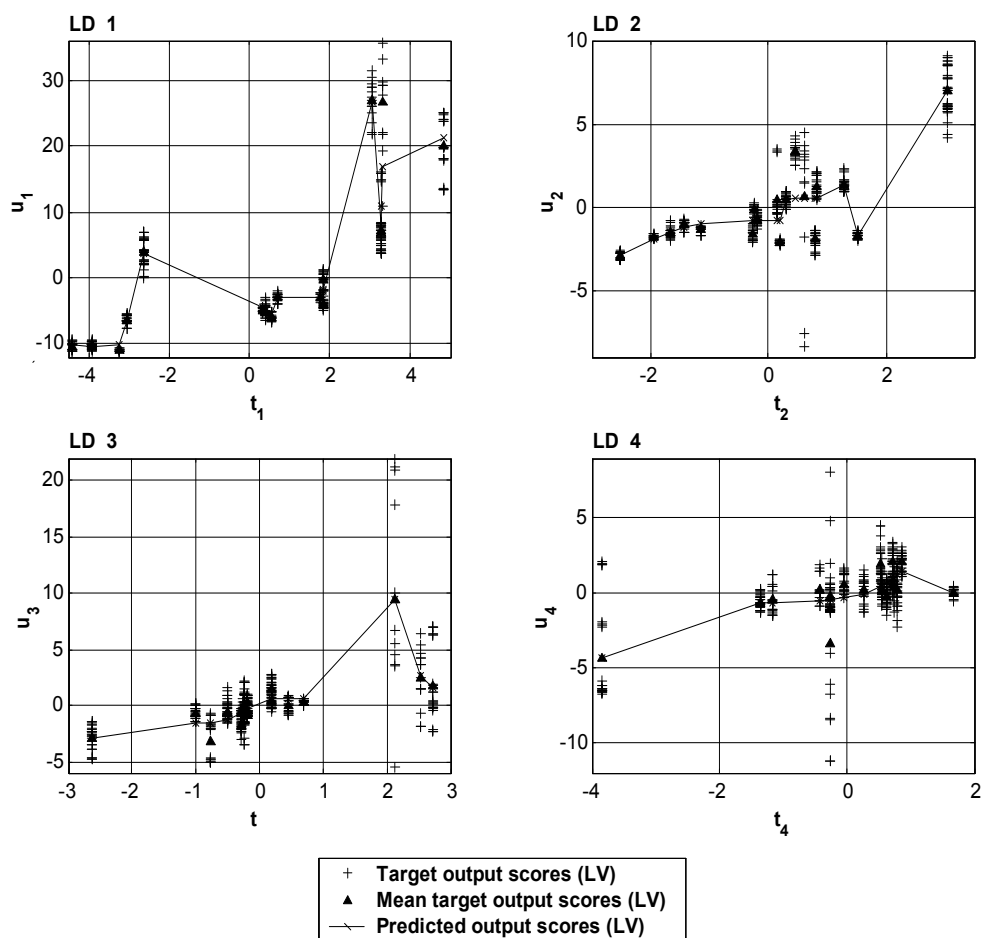 LD 1
30
20
10
0
-10
-4 -2 0 2 4
u1
t1
LD 2
10
5
0
-5
-2 0 2
u2
t2
LD 3
20
15
10
5
0
-5
-3 -2 -1 0 1 2 3
u3
t
LD 4
5
0
-5
-10
-4 -2 0 2
u4
t4
Target output scores (LV)
Mean target output scores (LV)
Predicted output scores (LV)